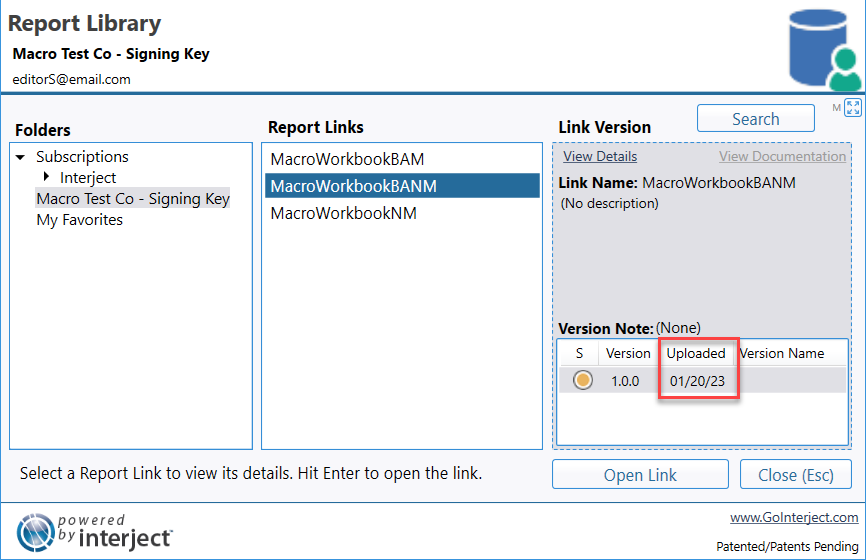 Report Library
Macro Test Co - Signing Key
editorS@email.com
M
Folders
Subscriptions
Interject
Macro Test Co - Signing Key
My Favorites
Report Links
MacroWorkbookBAM
MacroWorkbookBANM
MacroWorkbookNM
Link Version
Search
View Details View Documentation
Link Name: MacroWorkbookBANM
(No description)
Version Note: (None)
S Version Uploaded Version Name
1.0.0 01/20/23
Select a Report Link to view its details. Hit Enter to open the link.
Open Link Close (Esc)
powered
by interject
www.GoInterject.com
Patented/Patents Pending